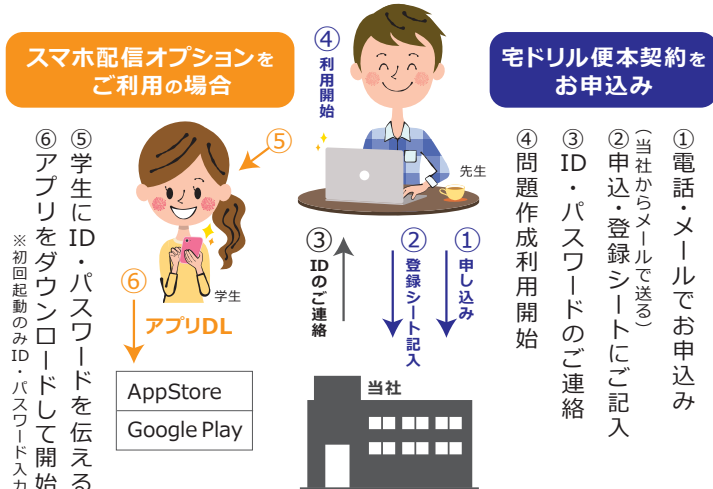 宅ドリル便本契約を
お申込み
①電話・メールでお申込み
②申込・登録シートにご記入
(当社からメールで送る)
③ID・パスワードのご連絡
④問題作成利用開始
④
利用開始
先生
①
申し込み
②
登録シート記入
③
IDのご連絡
当社
スマホ配信オプションを
ご利用の場合
⑤
学生
⑥
アプリDL
AppStore
Google Play
⑤学生にID・パスワードを伝える
⑥アプリをダウンロードして開始
※初回起動のみID・パスワード入力